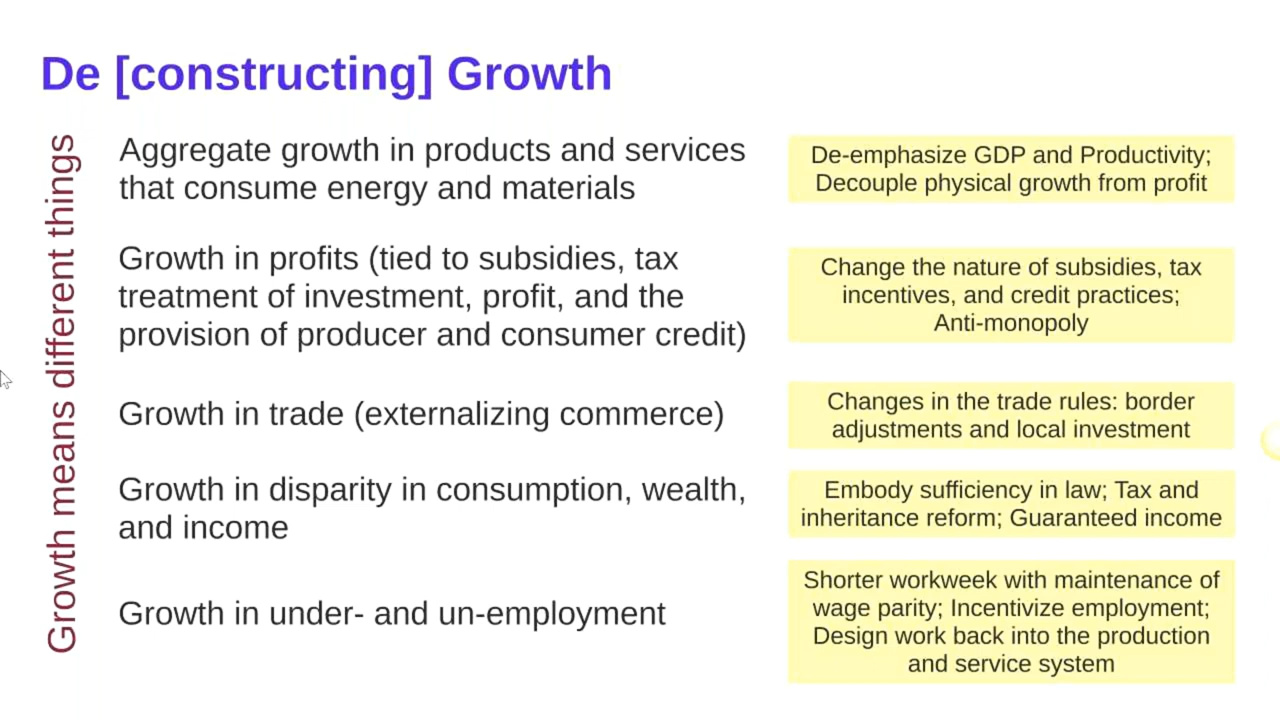 De [constructing] Growth
Growth means different things
Aggregate growth in products and services
that consume energy and materials
De-emphasize GDP and Productivity;
Decouple physical growth from profit
Growth in profits (tied to subsidies, tax
treatment of investment, profit, and the
provision of producer and consumer credit)
Change the nature of subsidies, tax
incentives, and credit practices;
Anti-monopoly
Growth in trade (externalizing commerce)
Changes in the trade rules: border
adjustments and local investment
Growth in disparity in consumption, wealth,
and income
Embody sufficiency in law; Tax and
inheritance reform; Guaranteed income
Growth in under- and un-employment
Shorter workweek with maintenance of
wage parity; Incentivize employment;
Design work back into the production
and service system